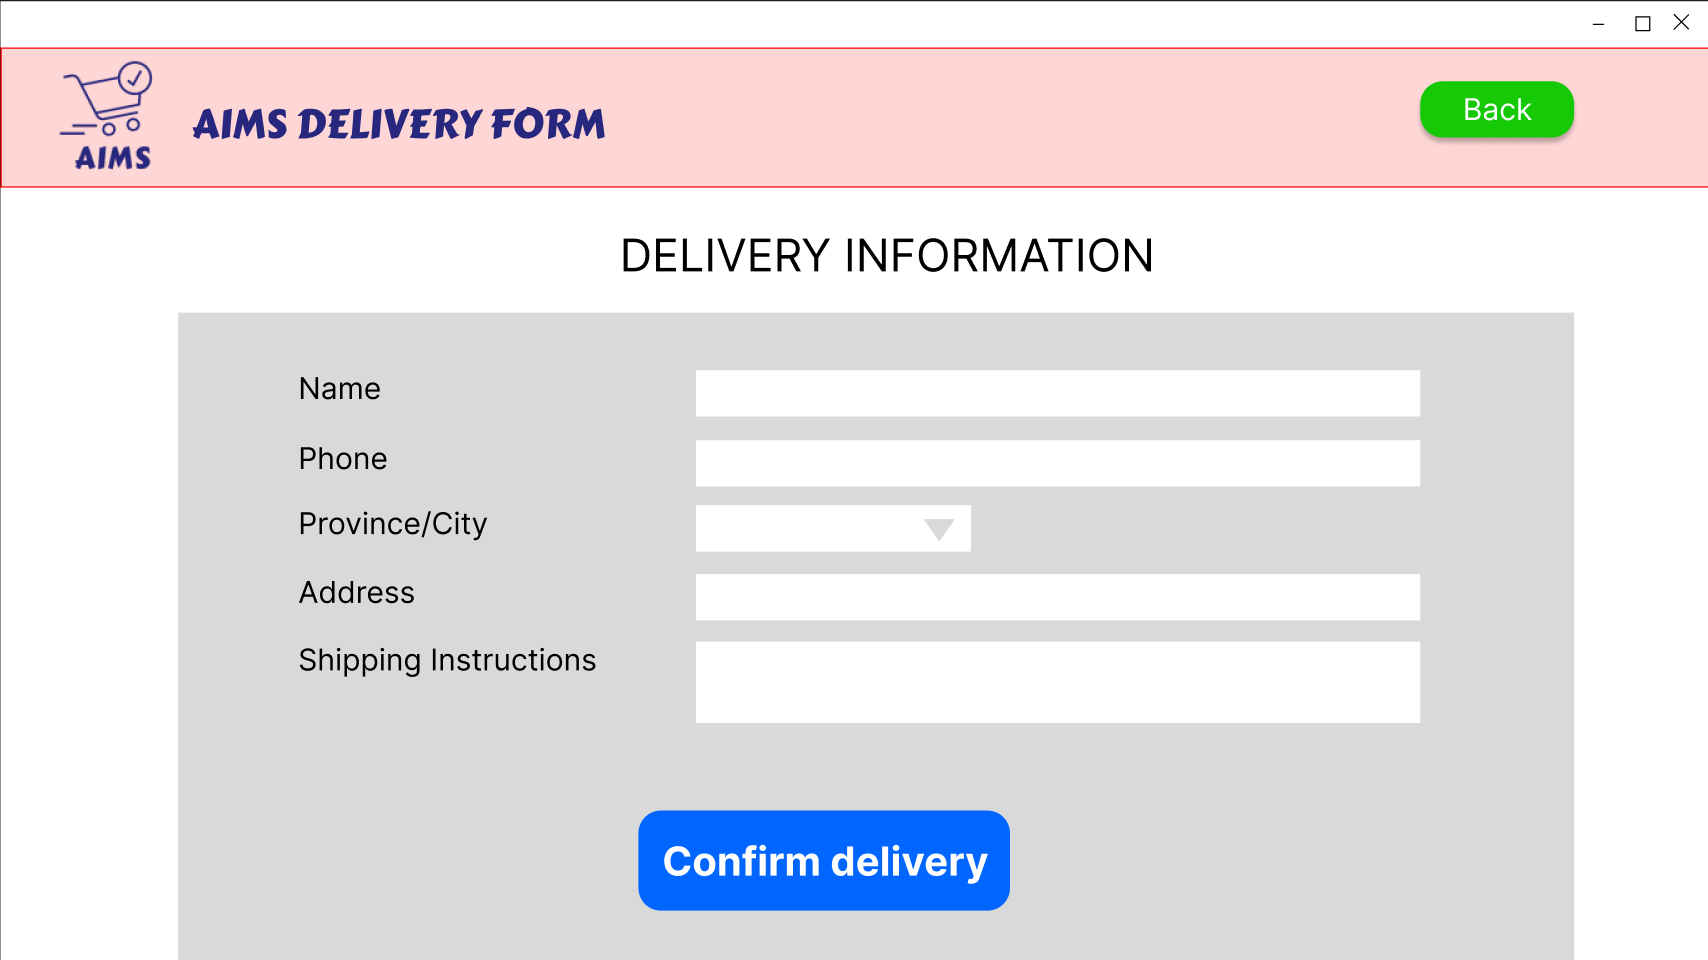 AIMS
AIMS DELIVERY FORM
Back
DELIVERY INFORMATION
Name
Phone
Province/City
Address
Shipping Instructions
Confirm delivery